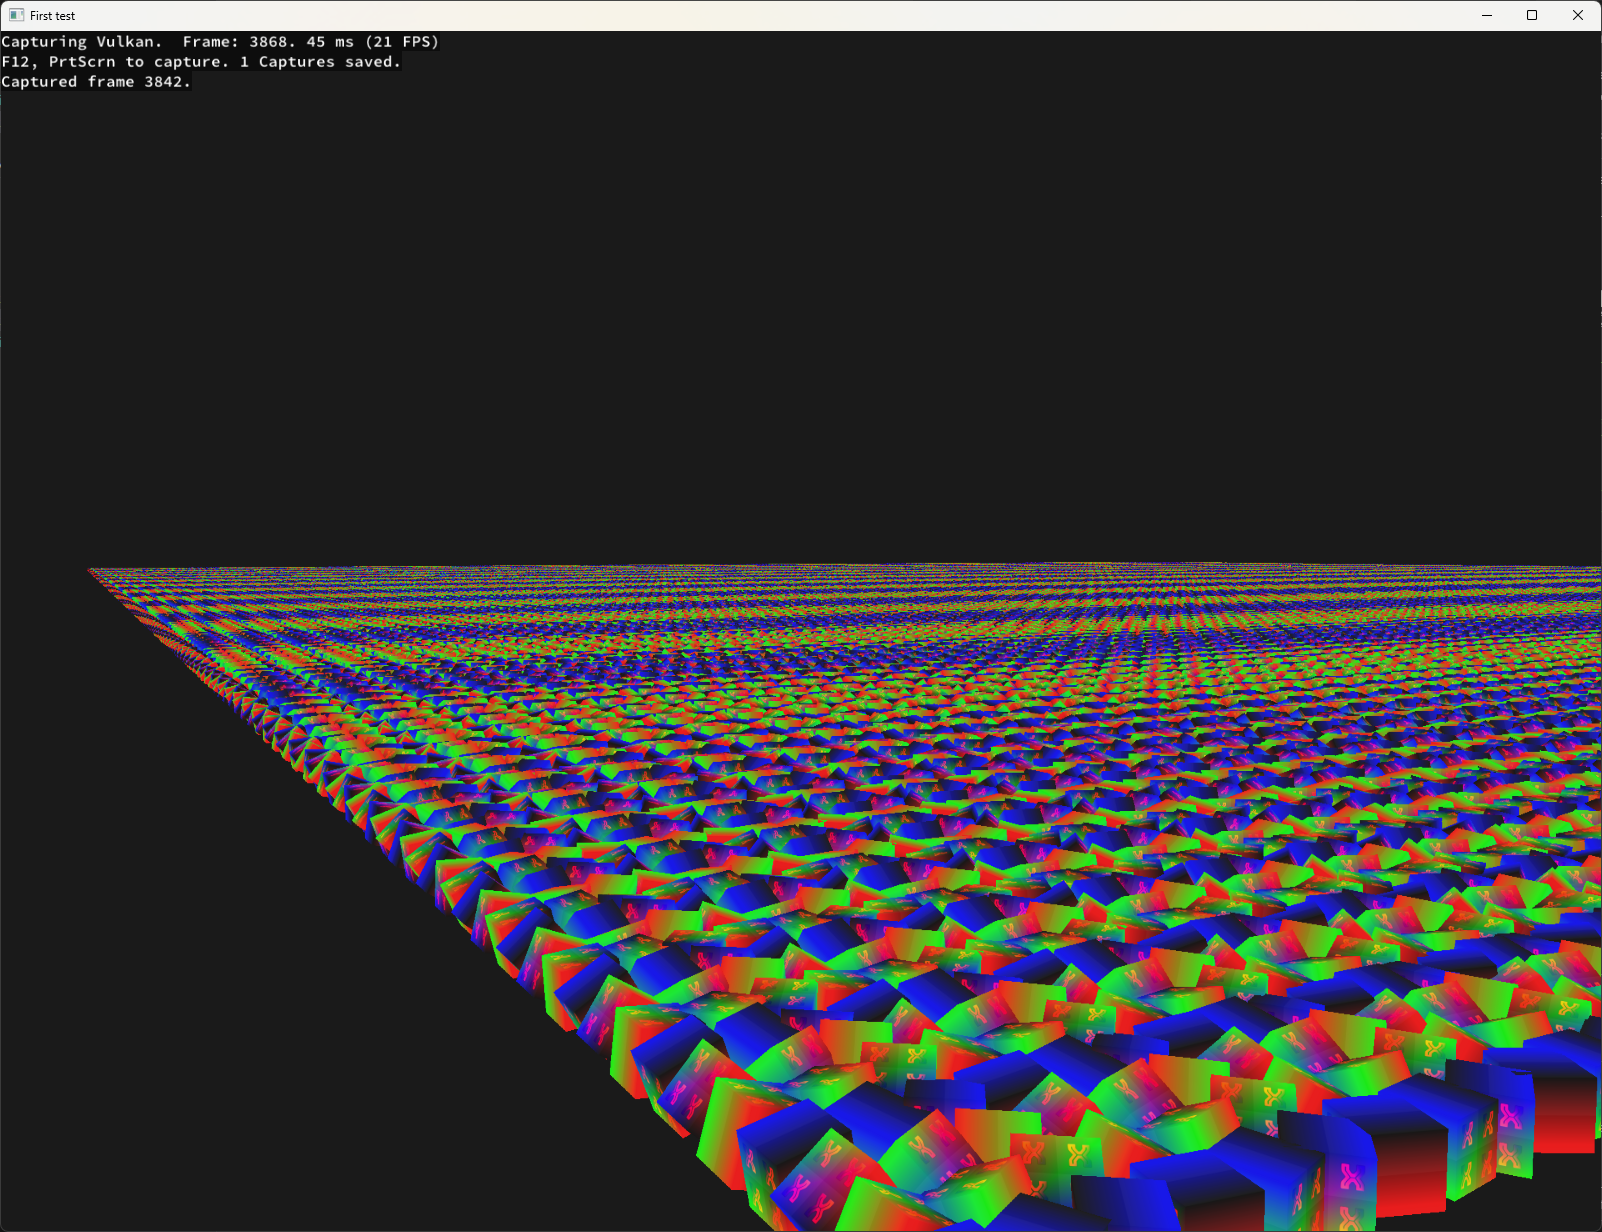 First test
Capturing Vulkan.  Frame: 3868. 45 ms (21 FPS)
F12, PrtScrn to capture. 1 Captures saved.
Captured frame 3842.